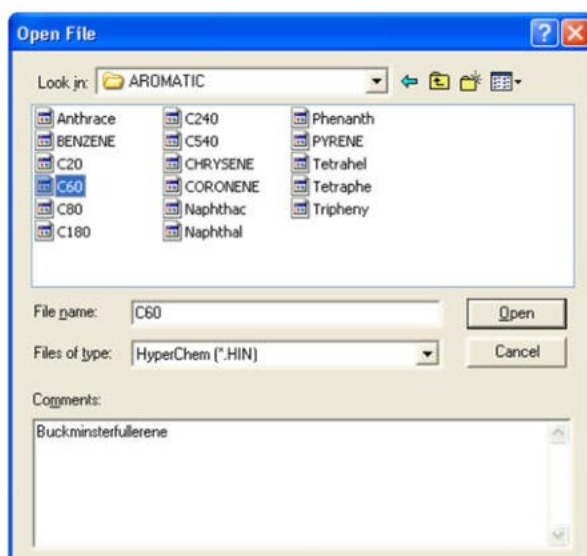 Open File
Look in: AROMATIC
Anthrace C240 Phenanth
BENZENE C540 PYRENE
C20 CHRYSENE Tetrahel
C60 CORONENE Tetraphe
C80 Naphthac Tripheny
C180 Naphthal
File name: C60 Open
Files of type: HyperChem (*.HIN) Cancel
Comments:
Buckminsterfullerene